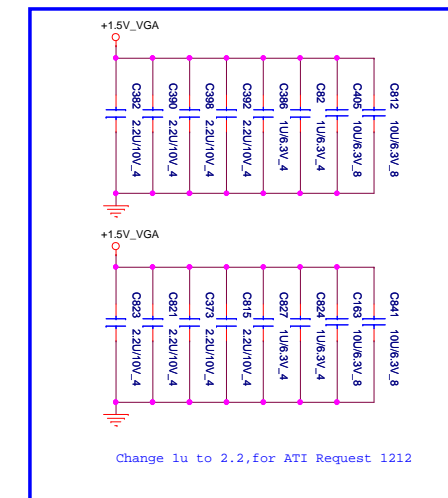 +1.5V_VGA
C382 2.2U/10V_4
C390 2.2U/10V_4
C398 2.2U/10V_4
C392 2.2U/10V_4
C386 1U/6.3V_4
C82 1U/6.3V_4
C405 10U/6.3V_8
C812 10U/6.3V_8
+1.5V_VGA
C823 2.2U/10V_4
C821 2.2U/10V_4
C373 2.2U/10V_4
C815 2.2U/10V_4
C827 1U/6.3V_4
C824 1U/6.3V_4
C163 10U/6.3V_8
C841 10U/6.3V_8
Change 1u to 2.2,for ATI Request 1212